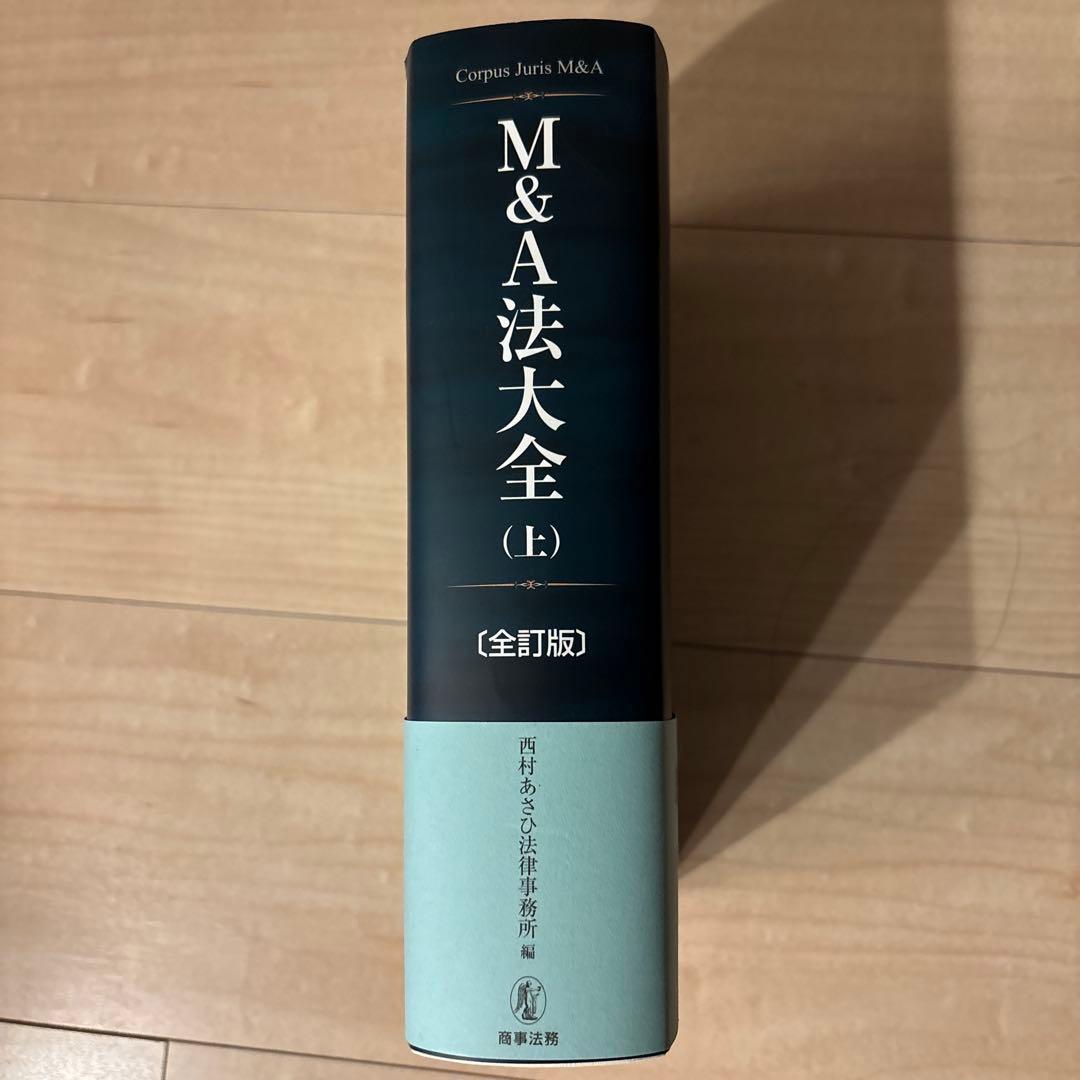 Corpus Juris M&A
M&A法大全(上)
〔全訂版〕
西村あさひ法律事務所 編
商事法務